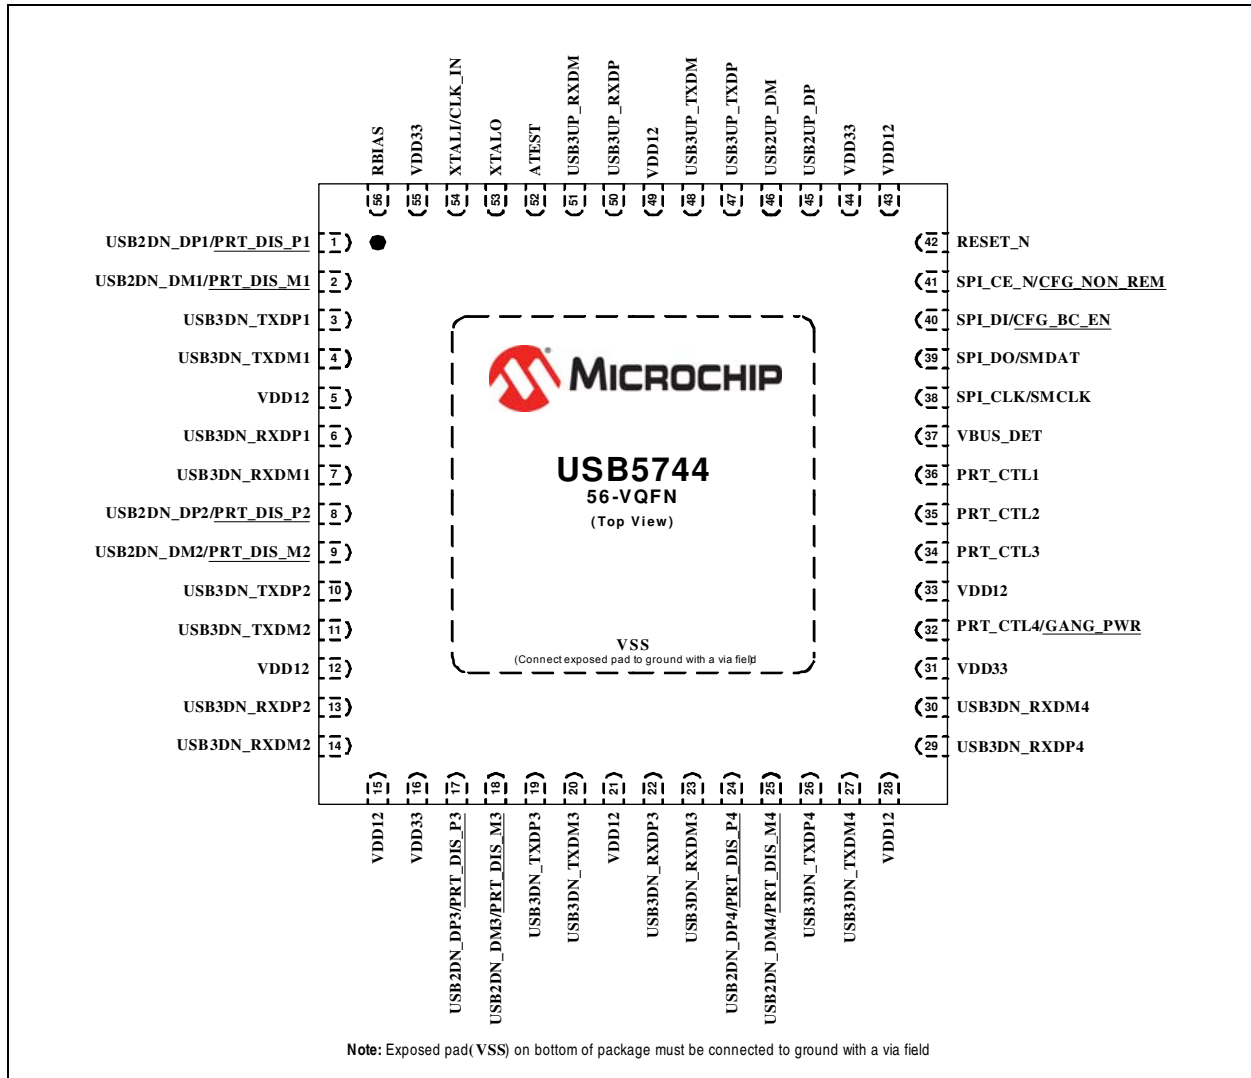 RBIAS
VDD33
XTALI/CLK_IN
XTALO
ATEST
USB3UP_RXDM
USB3UP_RXDP
VDD12
USB3UP_TXDM
USB3UP_TXDP
USB2UP_DM
USB2UP_DP
VDD33
VDD12
56
55
54
53
52
51
50
49
48
47
46
45
44
43
USB2DN_DP1/PRT_DIS_P1 1
USB2DN_DM1/PRT_DIS_M1 2
USB3DN_TXDP1 3
USB3DN_TXDM1 4
VDD12 5
USB3DN_RXDP1 6
USB3DN_RXDM1 7
USB2DN_DP2/PRT_DIS_P2 8
USB2DN_DM2/PRT_DIS_M2 9
USB3DN_TXDP2 10
USB3DN_TXDM2 11
VDD12 12
USB3DN_RXDP2 13
USB3DN_RXDM2 14
MICROCHIP
USB5744
56-VQFN
(Top View)
VSS
(Connect exposed pad to ground with a via field
42 RESET_N
41 SPI_CE_N/CFG_NON_REM
40 SPI_DI/CFG_BC_EN
39 SPI_DO/SMDAT
38 SPI_CLK/SMCLK
37 VBUS_DET
36 PRT_CTL1
35 PRT_CTL2
34 PRT_CTL3
33 VDD12
32 PRT_CTL4/GANG_PWR
31 VDD33
30 USB3DN_RXDM4
29 USB3DN_RXDP4
15
16
17
18
19
20
21
22
23
24
25
26
27
28
VDD12
VDD33
USB2DN_DP3/PRT_DIS_P3
USB2DN_DM3/PRT_DIS_M3
USB3DN_TXDP3
USB3DN_TXDM3
VDD12
USB3DN_RXDP3
USB3DN_RXDM3
USB2DN_DP4/PRT_DIS_P4
USB2DN_DM4/PRT_DIS_M4
USB3DN_TXDP4
USB3DN_TXDM4
VDD12
Note: Exposed pad(VSS) on bottom of package must be connected to ground with a via field